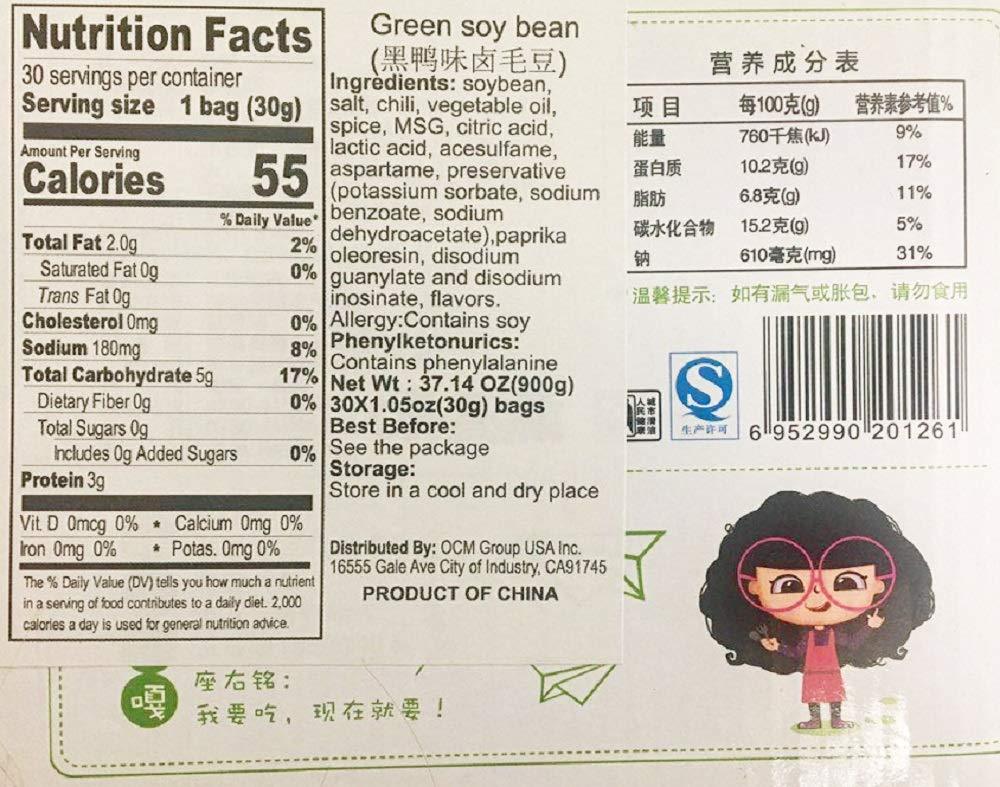 Nutrition Facts
30 servings per container
Serving size 1 bag (30g)
Amount Per Serving
Calories 55
% Daily Value*
Total Fat 2.0g 2%
Saturated Fat 0g 0%
Trans Fat 0g
Cholesterol 0mg 0%
Sodium 180mg 8%
Total Carbohydrate 5g 17%
Dietary Fiber 0g 0%
Total Sugars 0g
Includes 0g Added Sugars 0%
Protein 3g
Vit. D 0mcg 0% * Calcium 0mg 0%
Iron 0mg 0% * Potas. 0mg 0%
The % Daily Value (DV) tells you how much a nutrient
in a serving of food contributes to a daily diet. 2,000
calories a day is used for general nutrition advice.
Green soy bean
(黑鸭味卤毛豆)
Ingredients: soybean,
salt, chili, vegetable oil,
spice, MSG, citric acid,
lactic acid, acesulfame,
aspartame, preservative
(potassium sorbate, sodium
benzoate, sodium
dehydroacetate),paprika
oleoresin, disodium
guanylate and disodium
inosinate, flavors.
Allergy:Contains soy
Phenylketonurics:
Contains phenylalanine
Net Wt : 37.14 OZ(900g)
30X1.05oz(30g) bags
Best Before:
See the package
Storage:
Store in a cool and dry place
Distributed By: OCM Group USA Inc.
16555 Gale Ave City of Industry, CA91745
PRODUCT OF CHINA
营养成分表
项目 每100克(g) 营养素参考值%
能量 760千焦(kJ) 9%
蛋白质 10.2克(g) 17%
脂肪 6.8克(g) 11%
碳水化合物 15.2克(g) 5%
钠 610毫克(mg) 31%
温馨提示: 如有漏气或胀包，请勿食用
生产许可
6 952990 201261
嘎
座右铭:
我要吃，现在就要！